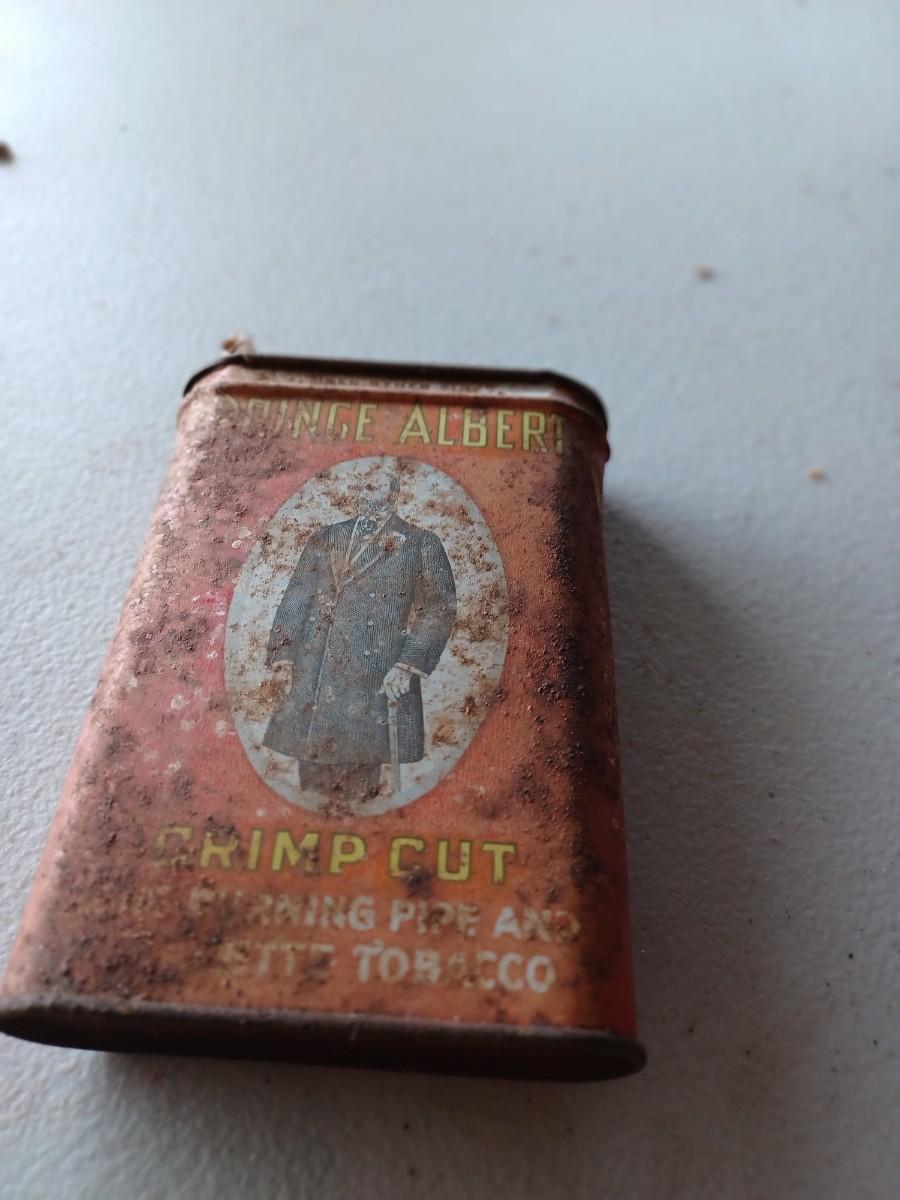 PRINCE ALBERT
CRIMP CUT
BURNING PIPE AND
TOBACCO